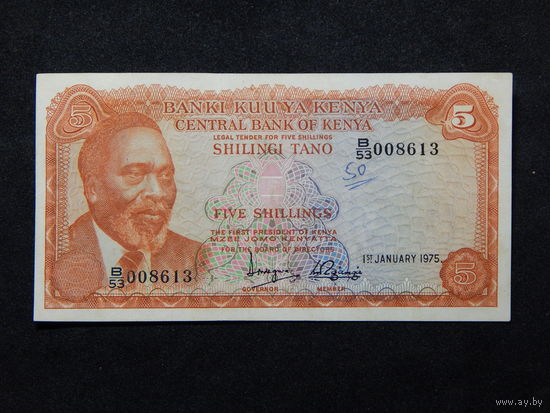 5 5
BANKI KUU YA KENYA
CENTRAL BANK OF KENYA
LEGAL TENDER FOR FIVE SHILLINGS
SHILINGI TANO
B/53 008613
50
FIVE SHILLINGS
THE FIRST PRESIDENT OF KENYA
MZEE JOMO KENYATTA
FOR THE BOARD OF DIRECTORS
1ST JANUARY 1975
B/53 008613
GOVERNOR MEMBER
5
www.ay.by